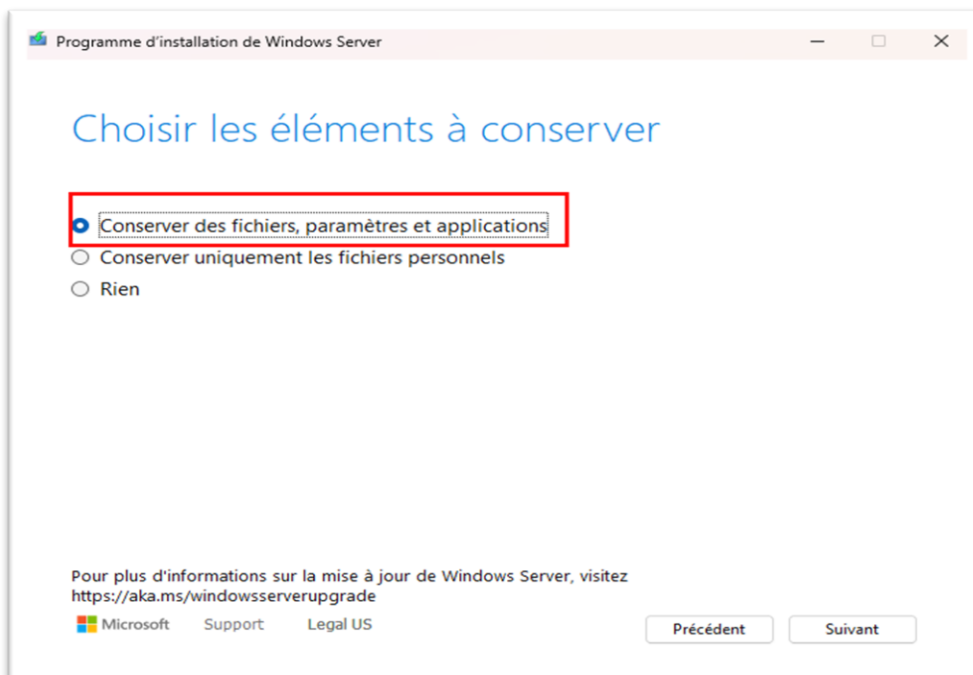 Programme d'installation de Windows Server
Choisir les éléments à conserver
Conserver des fichiers, paramètres et applications
Conserver uniquement les fichiers personnels
Rien
Pour plus d'informations sur la mise à jour de Windows Server, visitez
https://aka.ms/windowsserverupgrade
Microsoft Support Legal US
Précédent Suivant